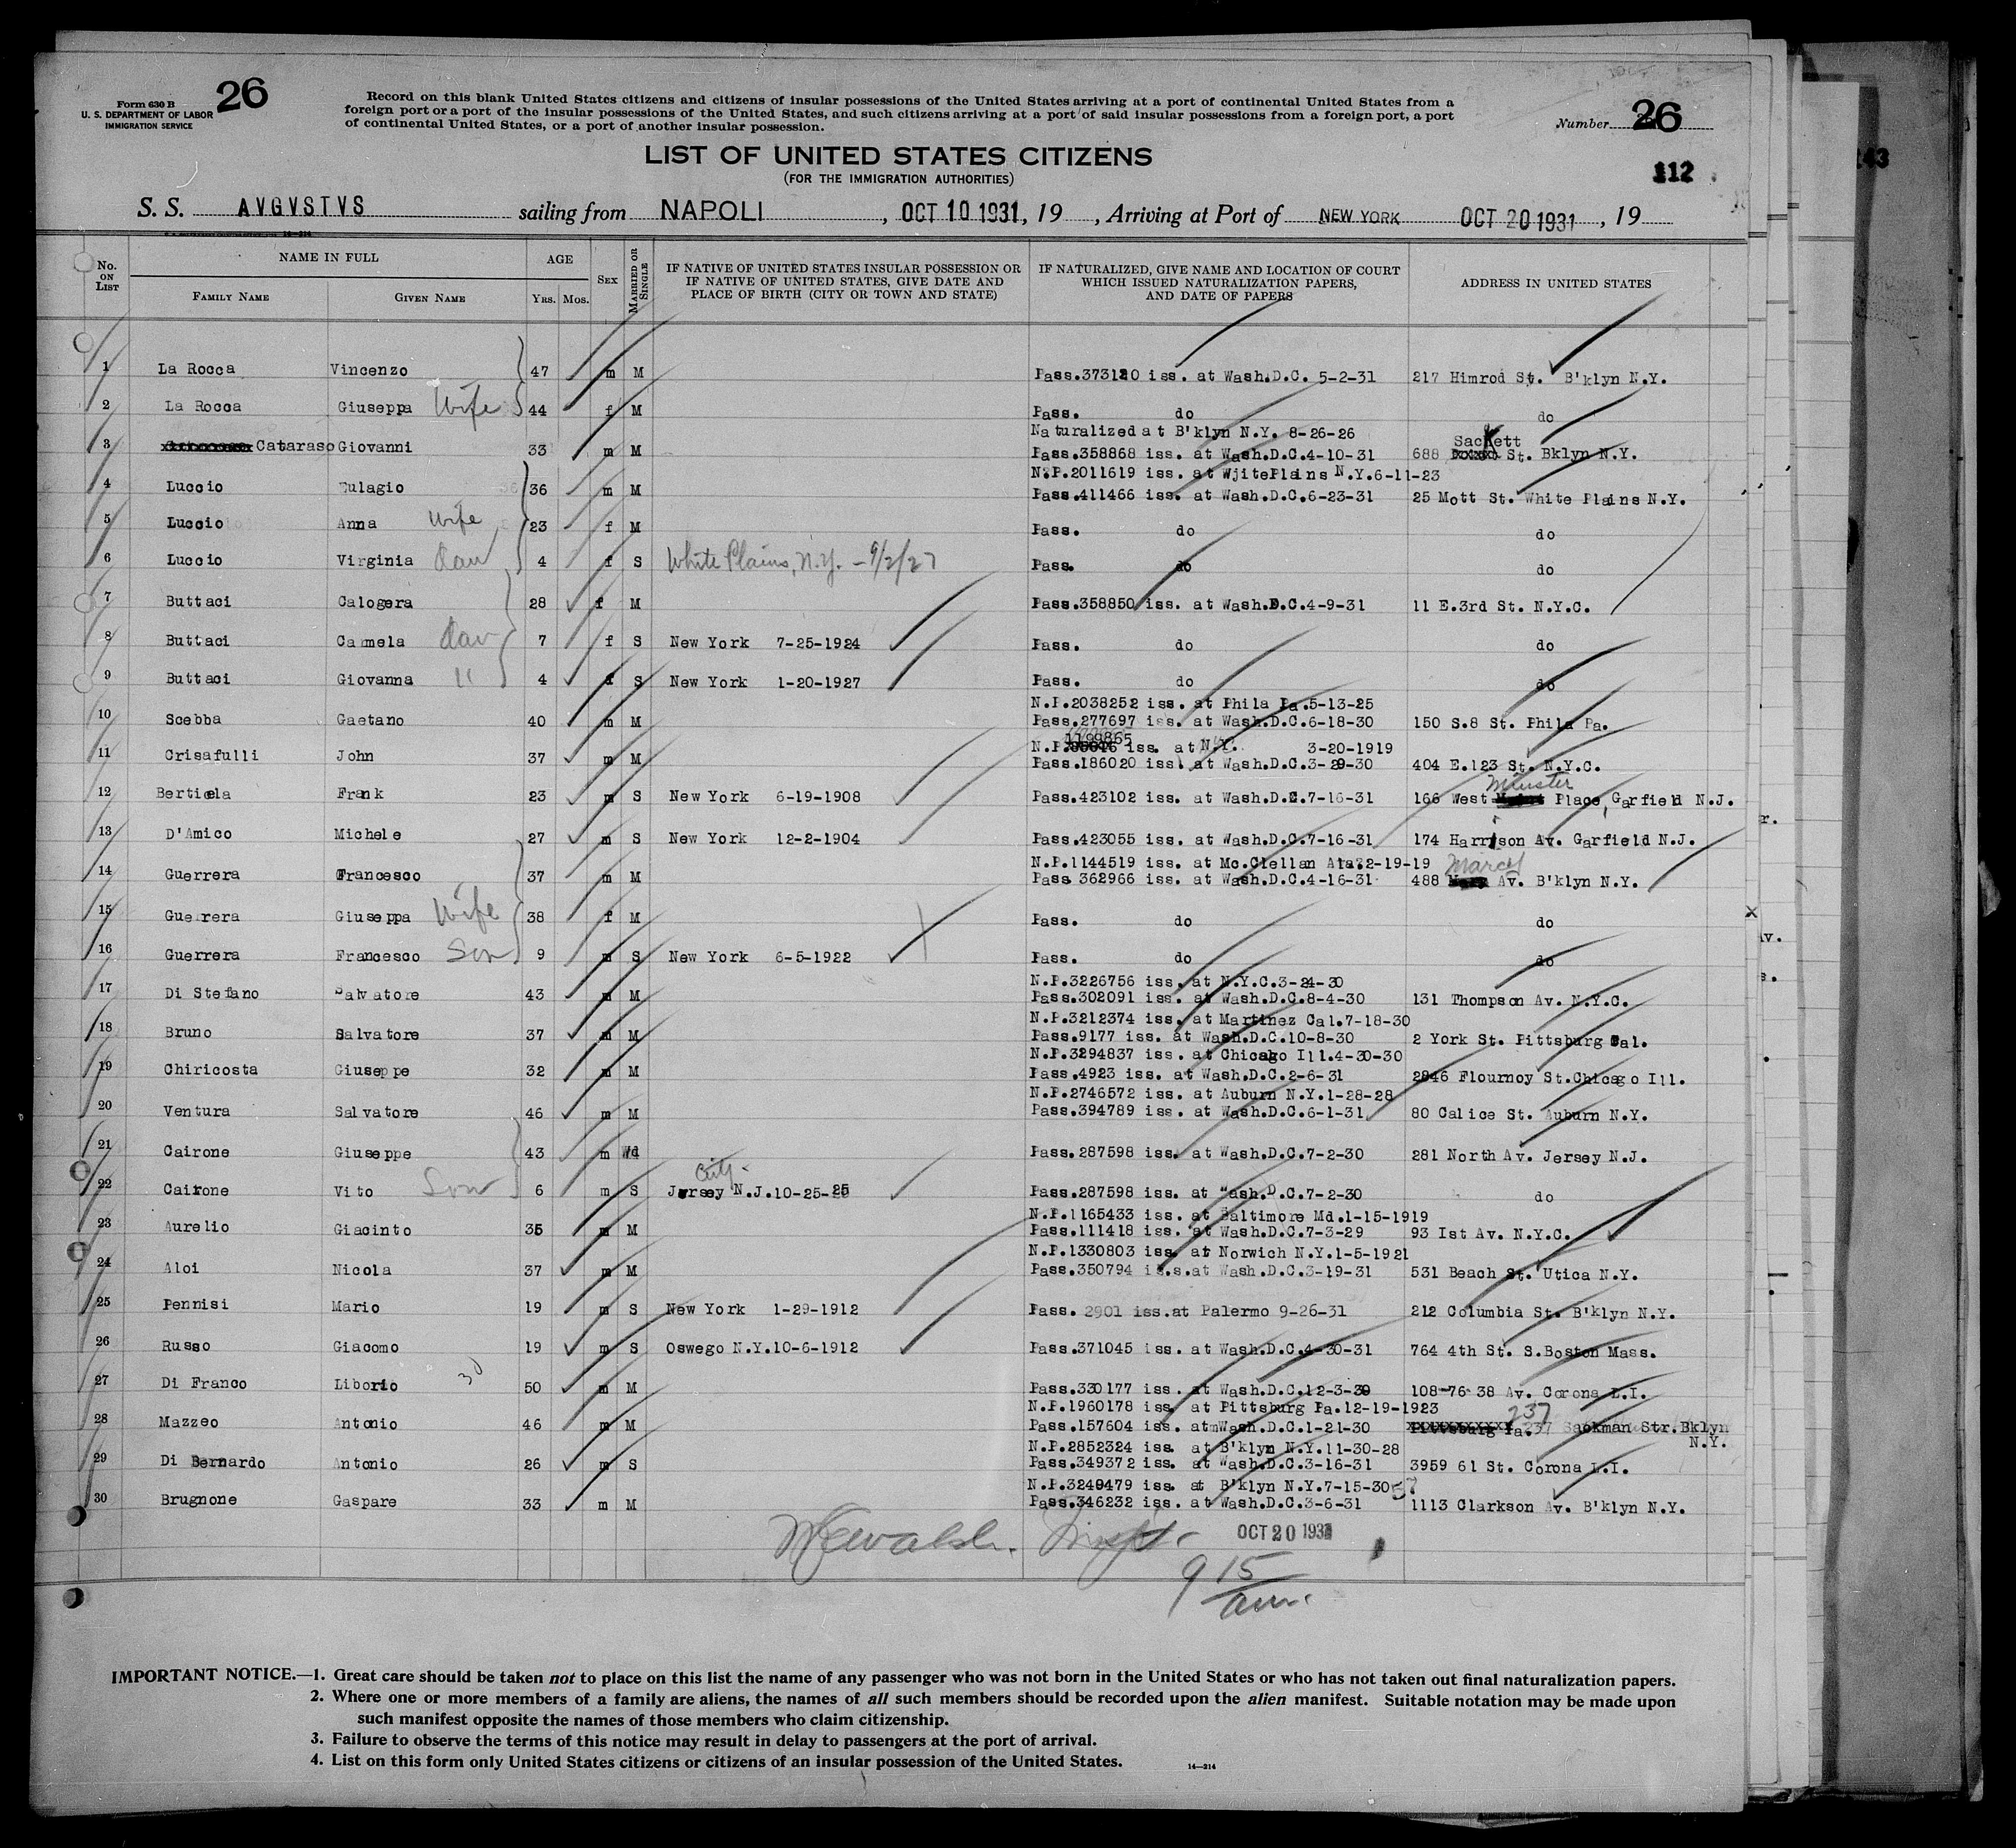 Form 630 B
U. S. DEPARTMENT OF LABOR
IMMIGRATION SERVICE
26
Record on this blank United States citizens and citizens of insular possessions of the United States arriving at a port of continental United States from a
foreign port or a port of the insular possessions of the United States, and such citizens arriving at a port of said insular possessions from a foreign port, a port
of continental United States, or a port of another insular possession.
Number 26
LIST OF UNITED STATES CITIZENS
(FOR THE IMMIGRATION AUTHORITIES)
112
S. S. AVGVSTVS sailing from NAPOLI, OCT 10 1931, 19 , Arriving at Port of NEW YORK OCT 20 1931, 19
No. ON LIST
NAME IN FULL
FAMILY NAME GIVEN NAME
AGE
YRS. MOS.
SEX
MARRIED OR SINGLE
IF NATIVE OF UNITED STATES INSULAR POSSESSION OR
IF NATIVE OF UNITED STATES, GIVE DATE AND
PLACE OF BIRTH (CITY OR TOWN AND STATE)
IF NATURALIZED, GIVE NAME AND LOCATION OF COURT
WHICH ISSUED NATURALIZATION PAPERS,
AND DATE OF PAPERS
ADDRESS IN UNITED STATES
1 La Rocca Vincenzo 47 m M Pass.373120 iss. at Wash.D.C. 5-2-31 217 Himrod St. B'klyn N.Y.
2 La Rocca Giuseppa Wife 44 f M Pass. do do
Naturalized at B'klyn N.Y. 8-26-26
3 Cataraso Giovanni 33 m M Pass.358868 iss. at Wash.D.C.4-10-31 688 Sackett St. Bklyn N.Y.
N.P.2011619 iss. at WjitePlains N.Y.6-11-23
4 Luccio Eulagio 36 m M Pass.411466 iss. at Wash.D.C.6-23-31 25 Mott St. White Plains N.Y.
5 Luccio Anna Wife 23 f M Pass. do do
6 Luccio Virginia dau 4 f S White Plains, N.Y. - 9/2/27 Pass. do do
7 Buttaci Calogera 28 f M Pass.358850 iss. at Wash.D.C.4-9-31 11 E.3rd St. N.Y.C.
8 Buttaci Camela dau 7 f S New York 7-25-1924 Pass. do do
9 Buttaci Giovanna " 4 f S New York 1-20-1927 Pass. do do
N.P.2038252 iss. at Phila Pa.5-13-25
10 Scebba Gaetano 40 m M Pass.277697 iss. at Wash.D.C.6-18-30 150 S.8 St. Phila Pa.
N.P. 1199865 iss. at N.Y. 3-20-1919
11 Crisafulli John 37 m M Pass.186020 iss. at Wash.D.C.3-29-30 404 E.123 St. N.Y.C.
12 Berticela Frank 23 m S New York 6-19-1908 Pass.423102 iss. at Wash.D.C.7-16-31 166 West Minster Place, Garfield N.J.
13 D'Amico Michele 27 m S New York 12-2-1904 Pass.423055 iss. at Wash.D.C.7-16-31 174 Harrison Av. Garfield N.J.
N.P.1144519 iss. at Mc.Clellan Ala.2-19-19
14 Guerrera Francesco 37 m M Pass 362966 iss. at Wash.D.C.4-16-31 488 Marcy Av. B'klyn N.Y.
15 Guerrera Giuseppa Wife 38 f M Pass. do do
16 Guerrera Francesco Son 9 m S New York 6-5-1922 Pass. do do
N.P.3226756 iss. at N.Y.C.3-24-30
17 Di Stefano Salvatore 43 m M Pass.302091 iss. at Wash.D.C.8-4-30 131 Thompson Av. N.Y.C.
N.P.3212374 iss. at Martinez Cal.7-18-30
18 Bruno Salvatore 37 m M Pass.9177 iss. at Wash.D.C.10-8-30 2 York St. Pittsburg Cal.
N.P.3294837 iss. at Chicago Ill.4-30-30
19 Chiricosta Giuseppe 32 m M Pass.4923 iss. at Wash.D.C.2-6-31 2846 Flournoy St.Chicago Ill.
N.P.2746572 iss. at Auburn N.Y.1-28-28
20 Ventura Salvatore 46 m M Pass.394789 iss. at Wash.D.C.6-1-31 80 Calice St. Auburn N.Y.
21 Cairone Giuseppe 43 m Wd Pass.287598 iss. at Wash.D.C.7-2-30 281 North Av. Jersey N.J.
22 Cairone Vito Son 6 m S Jersey City N.J.10-25-25 Pass.287598 iss. at Wash.D.C.7-2-30 do
N.P.1165433 iss. at Baltimore Md.1-15-1919
23 Aurelio Giacinto 35 m M Pass.111418 iss. at Wash.D.C.7-3-29 93 Ist Av. N.Y.C.
N.P.1330803 iss. at Norwich N.Y.1-5-1921
24 Aloi Nicola 37 m M Pass.350794 iss.at Wash.D.C.3-19-31 531 Beach St. Utica N.Y.
25 Pennisi Mario 19 m S New York 1-29-1912 Pass. 2901 iss.at Palermo 9-26-31 212 Columbia St. B'klyn N.Y.
26 Russo Giacomo 19 m S Oswego N.Y.10-6-1912 Pass.371045 iss. at Wash.D.C.4-30-31 764 4th St. S.Boston Mass.
27 Di Franco Liborio 30 50 m M Pass.330177 iss. at Wash.D.C.12-3-30 108-76 38 Av. Corona L.I.
N.P.1960178 iss. at Pittsburg Pa.12-19-1923
28 Mazzeo Antonio 46 m M Pass.157604 iss. atmWash.D.C.1-21-30 237 Sackman Str.Bklyn
N.Y.
N.P.2852324 iss. at B'klyn N.Y.11-30-28
29 Di Bernardo Antonio 26 m S Pass.349372 iss. at Wash.D.C.3-16-31 3959 61 St. Corona L.I.
N.P.3249479 iss. at B'klyn N.Y.7-15-30 57
30 Brugnone Gaspare 33 m M Pass.346232 iss. at Wash.D.C.3-6-31 1113 Clarkson Av. B'klyn N.Y.
OCT 20 1931
9 15
am.
IMPORTANT NOTICE.—1. Great care should be taken not to place on this list the name of any passenger who was not born in the United States or who has not taken out final naturalization papers.
2. Where one or more members of a family are aliens, the names of all such members should be recorded upon the alien manifest. Suitable notation may be made upon
such manifest opposite the names of those members who claim citizenship.
3. Failure to observe the terms of this notice may result in delay to passengers at the port of arrival.
4. List on this form only United States citizens or citizens of an insular possession of the United States.
14—214